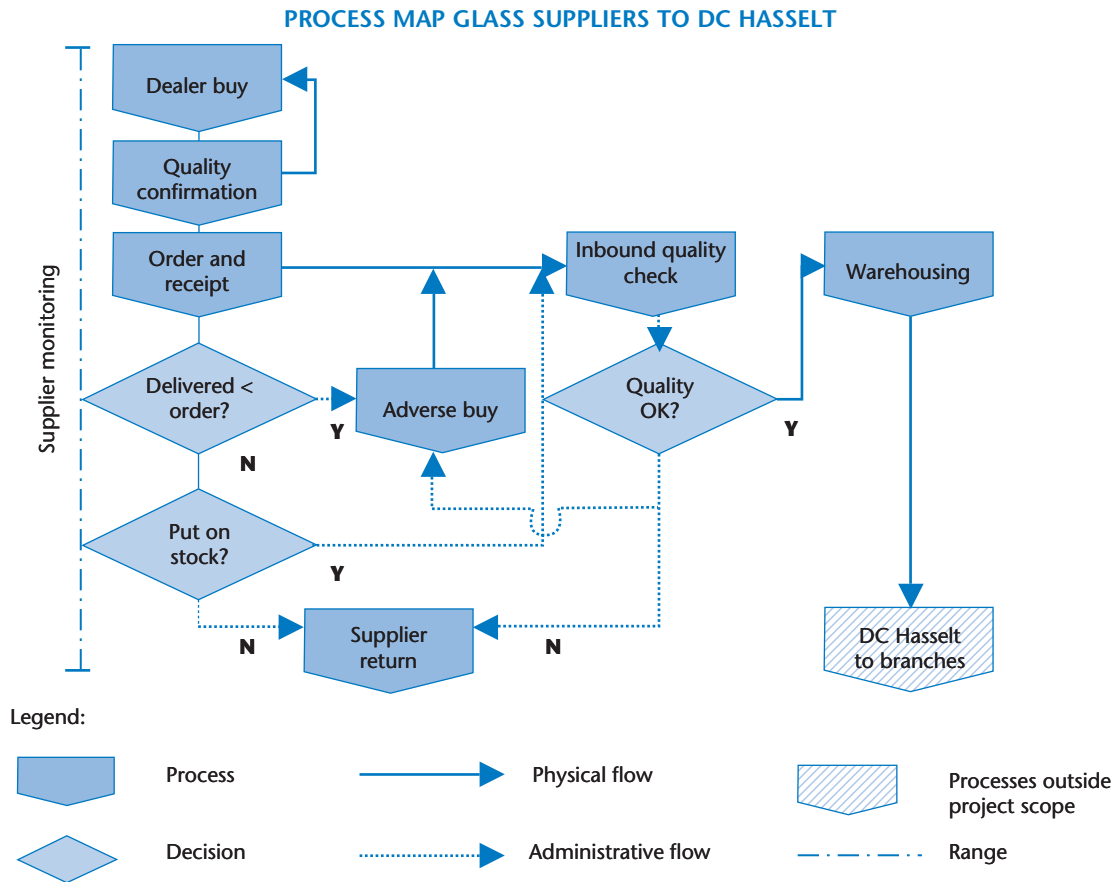 PROCESS MAP GLASS SUPPLIERS TO DC HASSELT
Supplier monitoring
Dealer buy
Quality
confirmation
Order and
receipt
Inbound quality
check
Warehousing
Delivered <
order?
Y
N
Adverse buy
Quality
OK?
Y
Put on
stock?
Y
N
Supplier
return
N
DC Hasselt
to branches
Legend:
Process
Physical flow
Processes outside
project scope
Decision
Administrative flow
Range